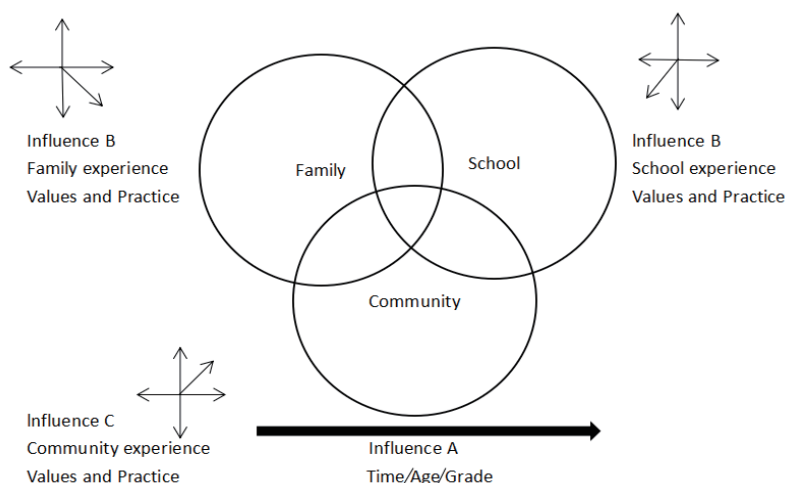 Influence B
Family experience
Values and Practice
Family
School
Influence B
School experience
Values and Practice
Community
Influence C
Community experience
Values and Practice
Influence A
Time/Age/Grade